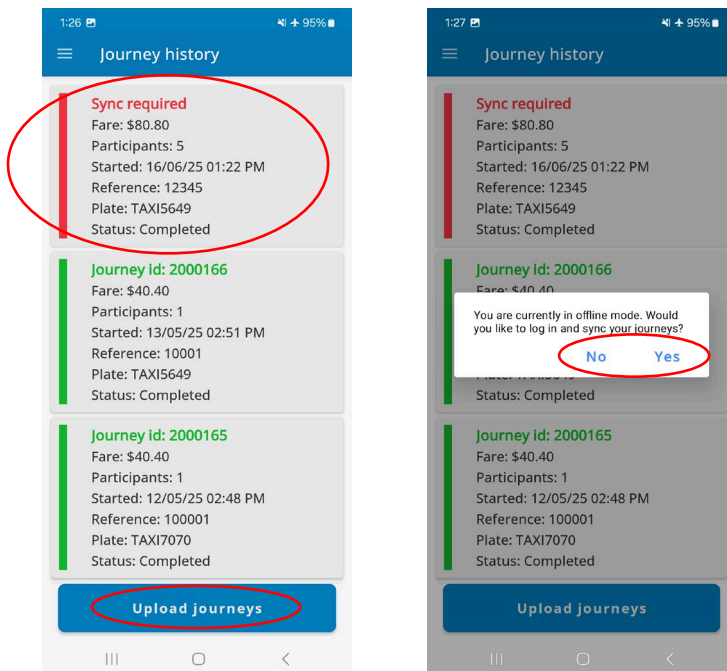 1:26 95%
Journey history
Sync required
Fare: $80.80
Participants: 5
Started: 16/06/25 01:22 PM
Reference: 12345
Plate: TAXI5649
Status: Completed
Journey id: 2000166
Fare: $40.40
Participants: 1
Started: 13/05/25 02:51 PM
Reference: 10001
Plate: TAXI5649
Status: Completed
Journey id: 2000165
Fare: $40.40
Participants: 1
Started: 12/05/25 02:48 PM
Reference: 100001
Plate: TAXI7070
Status: Completed
Upload journeys
1:27 95%
Journey history
Sync required
Fare: $80.80
Participants: 5
Started: 16/06/25 01:22 PM
Reference: 12345
Plate: TAXI5649
Status: Completed
Journey id: 2000166
Fare: $40.40
You are currently in offline mode. Would
you like to log in and sync your journeys?
No Yes
Plate: TAXI5649
Status: Completed
Journey id: 2000165
Fare: $40.40
Participants: 1
Started: 12/05/25 02:48 PM
Reference: 100001
Plate: TAXI7070
Status: Completed
Upload journeys